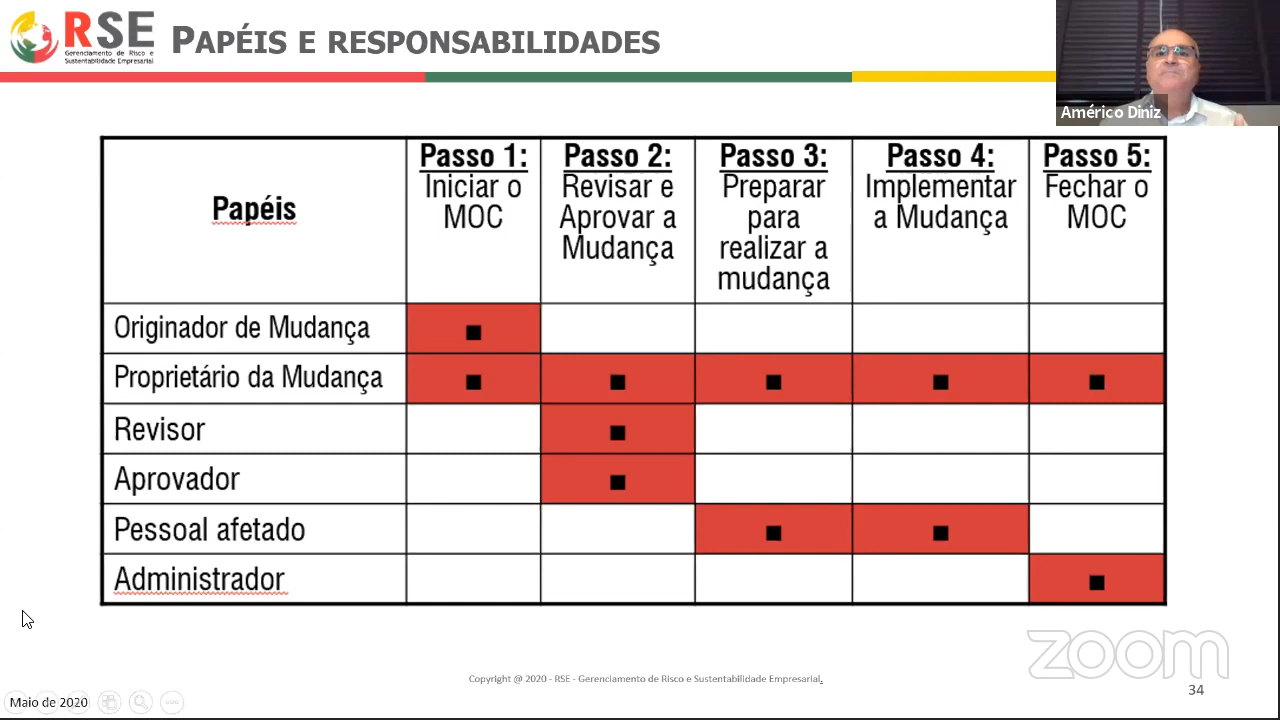 RSE
Gerenciamento de Risco e
Sustentabilidade Empresarial
PAPÉIS E RESPONSABILIDADES
Américo Diniz
Papéis
Passo 1:
Iniciar o
MOC
Passo 2:
Revisar e
Aprovar a
Mudança
Passo 3:
Preparar
para
realizar a
mudança
Passo 4:
Implementar
a Mudança
Passo 5:
Fechar o
MOC
Originador de Mudança
Proprietário da Mudança
Revisor
Aprovador
Pessoal afetado
Administrador
zoom
Copyright @ 2020 - RSE - Gerenciamento de Risco e Sustentabilidade Empresarial.
34
Maio de 2020